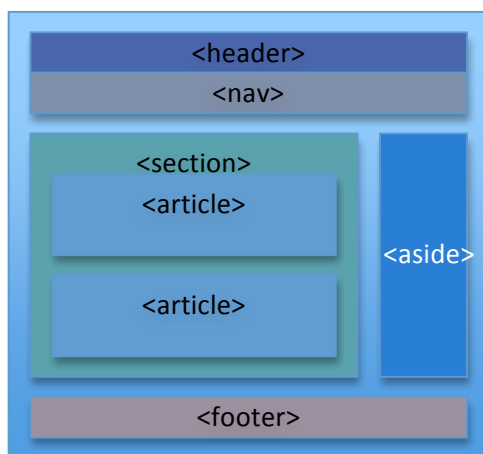 <header>
<nav>
<section>
<article>
<aside>
<article>
<footer>